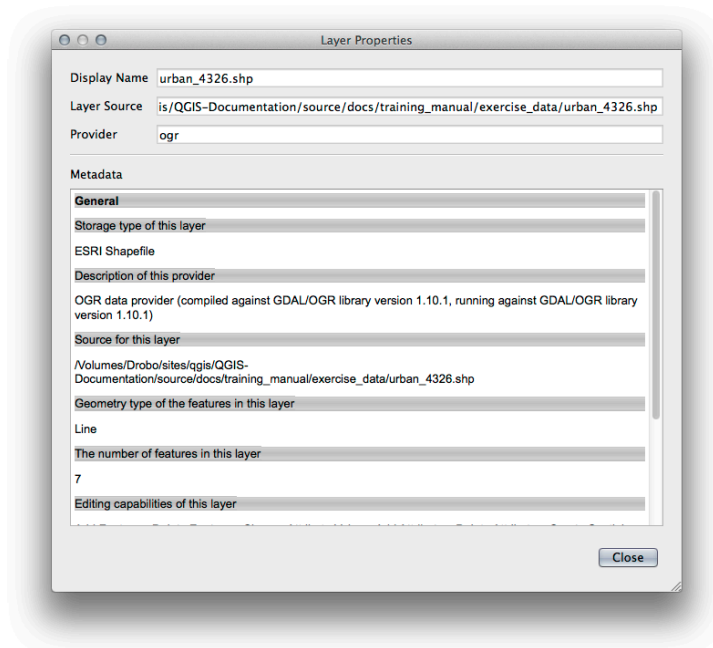 Layer Properties
Display Name urban_4326.shp
Layer Source is/QGIS-Documentation/source/docs/training_manual/exercise_data/urban_4326.shp
Provider ogr
Metadata
General
Storage type of this layer
ESRI Shapefile
Description of this provider
OGR data provider (compiled against GDAL/OGR library version 1.10.1, running against GDAL/OGR library
version 1.10.1)
Source for this layer
/Volumes/Drobo/sites/qgis/QGIS-
Documentation/source/docs/training_manual/exercise_data/urban_4326.shp
Geometry type of the features in this layer
Line
The number of features in this layer
7
Editing capabilities of this layer
Close